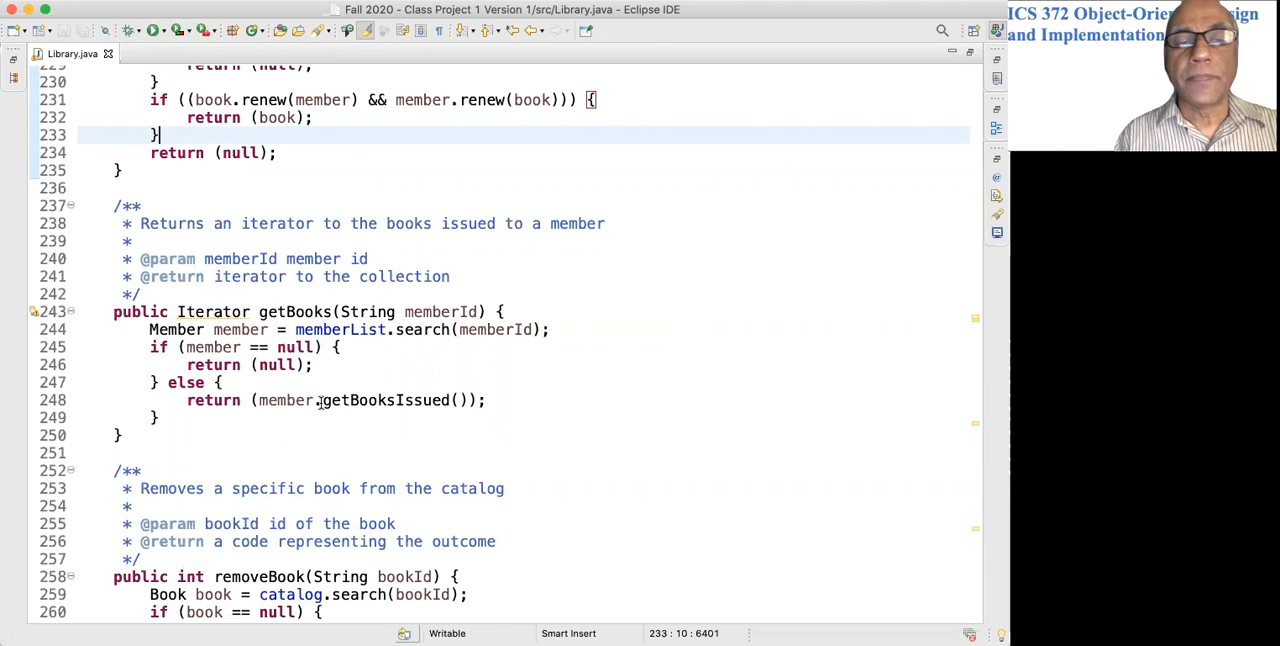 Fall 2020 - Class Project 1 Version 1/src/Library.java - Eclipse IDE
ICS 372 Object-Orien ign
and Implementation
Library.java
229 return (null);
230 }
231 if ((book.renew(member) && member.renew(book))) {
232 return (book);
233 }
234 return (null);
235 }
236
237 /**
238 * Returns an iterator to the books issued to a member
239 *
240 * @param memberId member id
241 * @return iterator to the collection
242 */
243 public Iterator getBooks(String memberId) {
244 Member member = memberList.search(memberId);
245 if (member == null) {
246 return (null);
247 } else {
248 return (member.getBooksIssued());
249 }
250 }
251
252 /**
253 * Removes a specific book from the catalog
254 *
255 * @param bookId id of the book
256 * @return a code representing the outcome
257 */
258 public int removeBook(String bookId) {
259 Book book = catalog.search(bookId);
260 if (book == null) {
Writable Smart Insert 233 : 10 : 6401